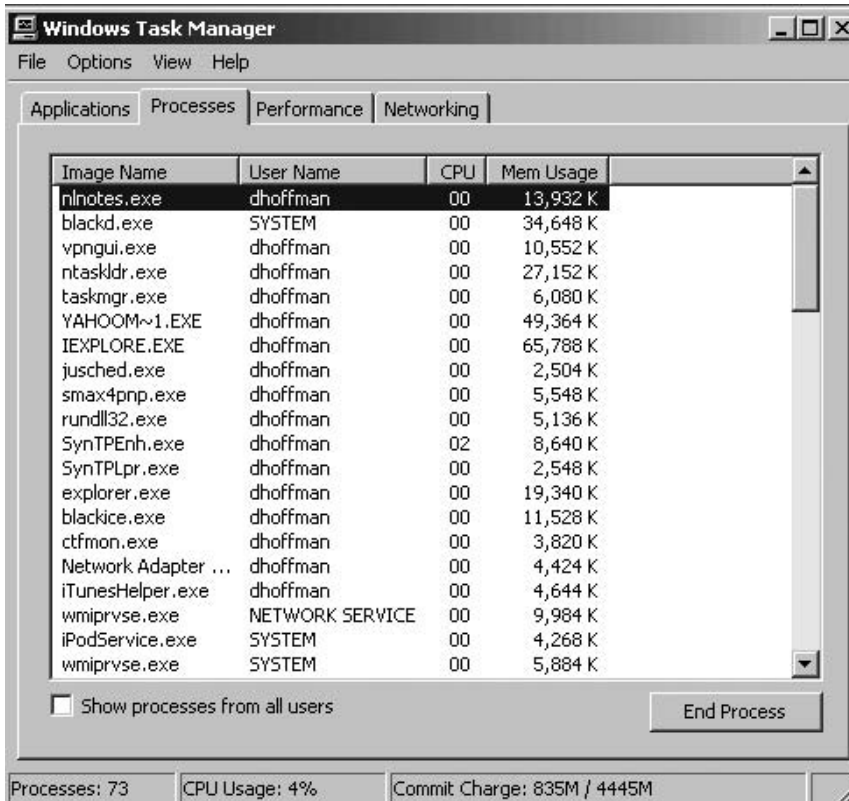 Windows Task Manager
File Options View Help
Applications Processes Performance Networking
Image Name User Name CPU Mem Usage
nlnotes.exe dhoffman 00 13,932 K
blackd.exe SYSTEM 00 34,648 K
vpngui.exe dhoffman 00 10,552 K
ntaskldr.exe dhoffman 00 27,152 K
taskmgr.exe dhoffman 00 6,080 K
YAHOOM~1.EXE dhoffman 00 49,364 K
IEXPLORE.EXE dhoffman 00 65,788 K
jusched.exe dhoffman 00 2,504 K
smax4pnp.exe dhoffman 00 5,548 K
rundll32.exe dhoffman 00 5,136 K
SynTPEnh.exe dhoffman 02 8,640 K
SynTPLpr.exe dhoffman 00 2,548 K
explorer.exe dhoffman 00 19,340 K
blackice.exe dhoffman 00 11,528 K
ctfmon.exe dhoffman 00 3,820 K
Network Adapter ... dhoffman 00 4,424 K
iTunesHelper.exe dhoffman 00 4,644 K
wmiprvse.exe NETWORK SERVICE 00 9,984 K
iPodService.exe SYSTEM 00 4,268 K
wmiprvse.exe SYSTEM 00 5,884 K
Show processes from all users
End Process
Processes: 73 CPU Usage: 4% Commit Charge: 835M / 4445M